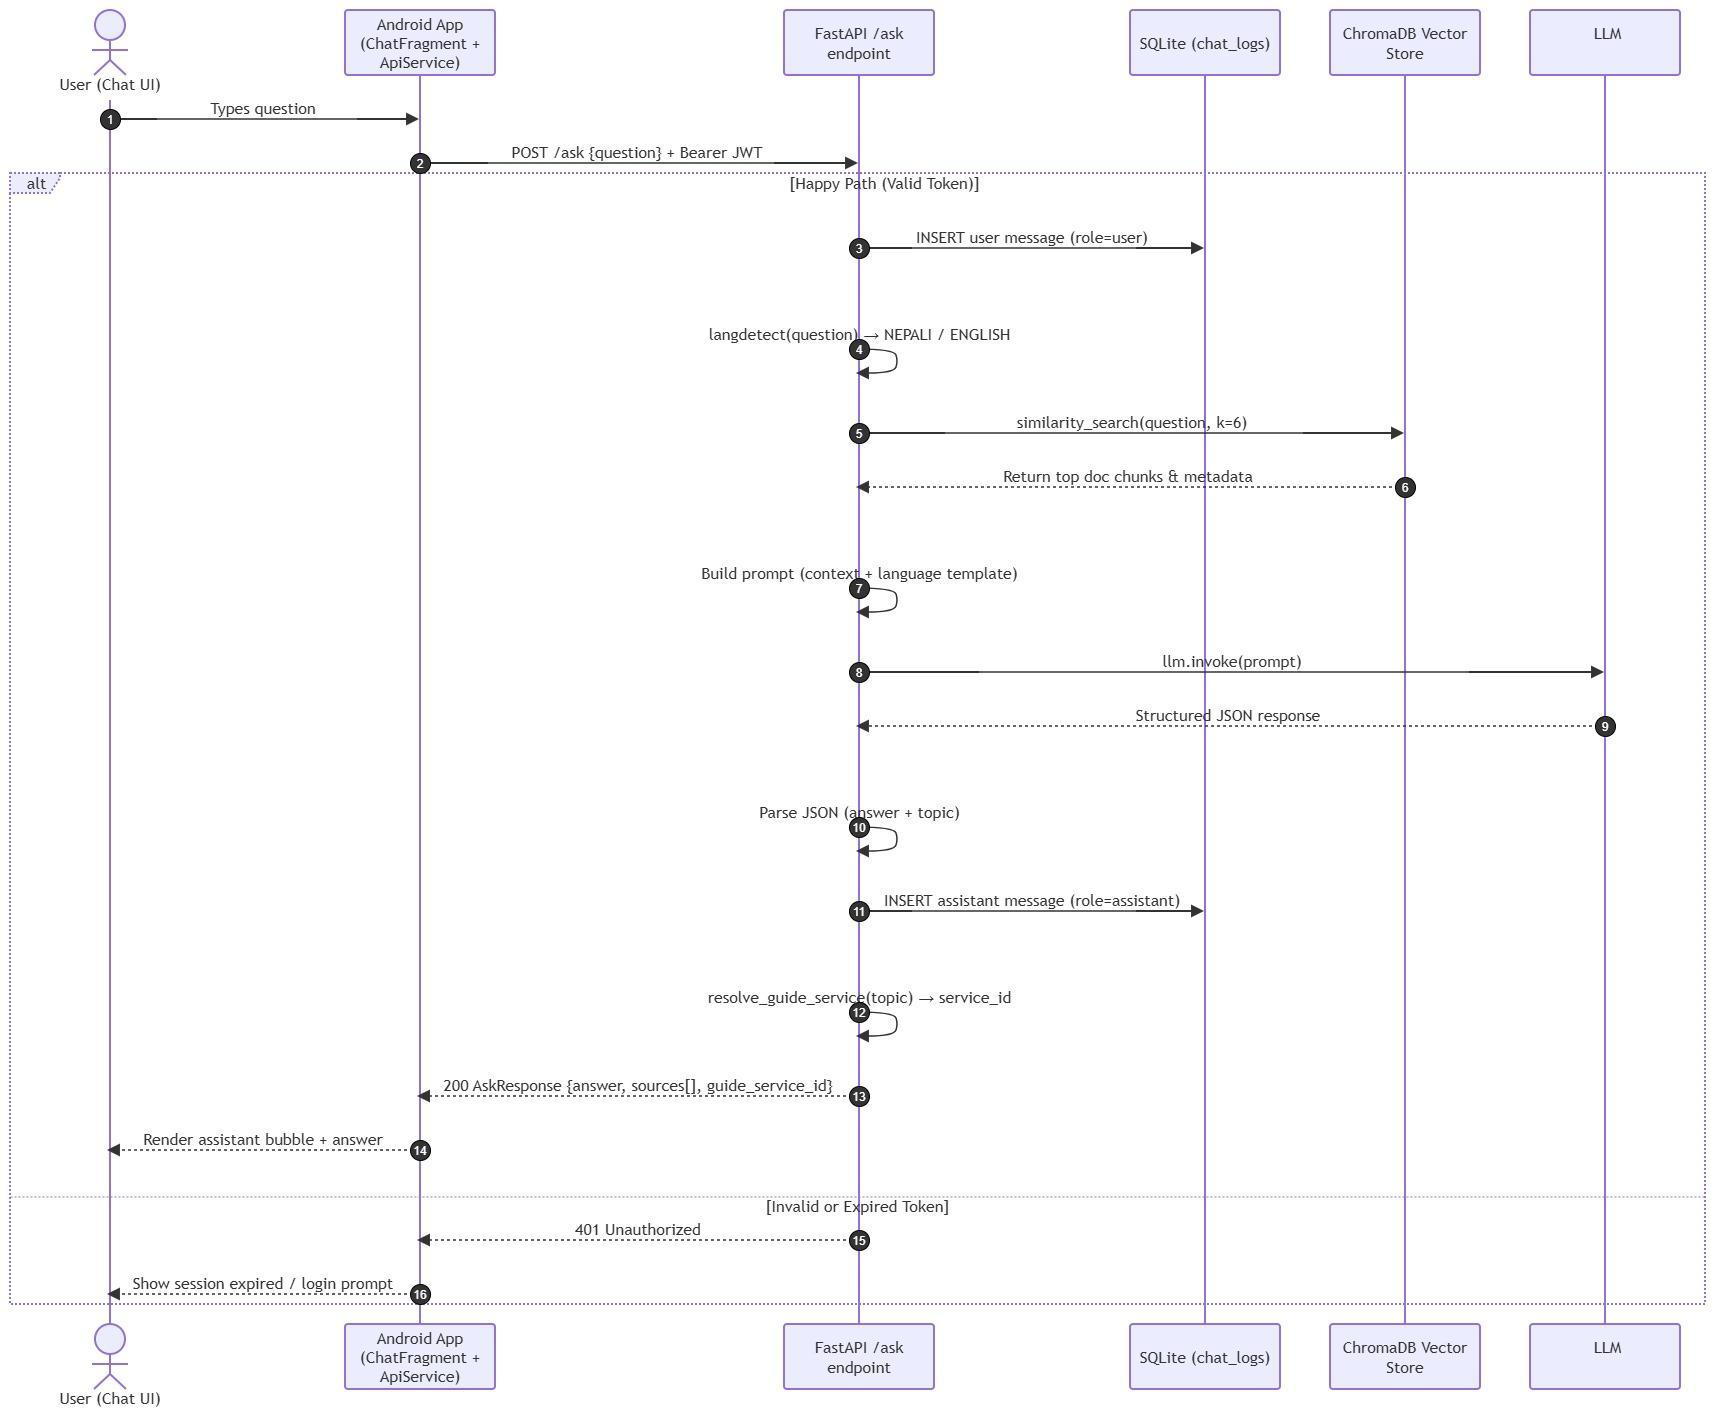 User (Chat UI)
Android App
(ChatFragment +
ApiService)
FastAPI /ask
endpoint
SQLite (chat_logs)
ChromaDB Vector
Store
LLM
1
Types question
2
POST /ask {question} + Bearer JWT
alt
[Happy Path (Valid Token)]
3
INSERT user message (role=user)
langdetect(question) → NEPALI / ENGLISH
4
5
similarity_search(question, k=6)
Return top doc chunks & metadata
6
Build prompt (context + language template)
7
8
llm.invoke(prompt)
Structured JSON response
9
Parse JSON (answer + topic)
10
11
INSERT assistant message (role=assistant)
resolve_guide_service(topic) → service_id
12
200 AskResponse {answer, sources[], guide_service_id}
13
Render assistant bubble + answer
14
[Invalid or Expired Token]
401 Unauthorized
15
Show session expired / login prompt
16
User (Chat UI)
Android App
(ChatFragment +
ApiService)
FastAPI /ask
endpoint
SQLite (chat_logs)
ChromaDB Vector
Store
LLM